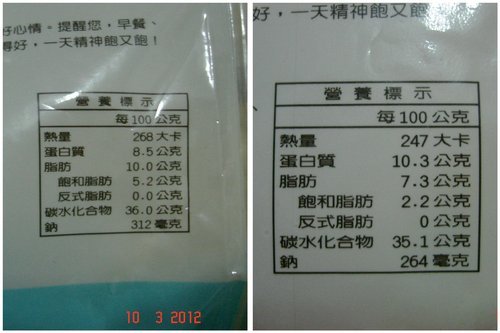 好心情。提醒您，早餐、
得好，一天精神飽又飽！
營養標示
每100公克
熱量 268大卡
蛋白質 8.5公克
脂肪 10.0公克
飽和脂肪 5.2公克
反式脂肪 0.0公克
碳水化合物 36.0公克
鈉 312毫克
10 3 2012
好，一天精神飽又飽
營養標示
每100公克
熱量 247大卡
蛋白質 10.3公克
脂肪 7.3公克
飽和脂肪 2.2公克
反式脂肪 0公克
碳水化合物 35.1公克
鈉 264毫克